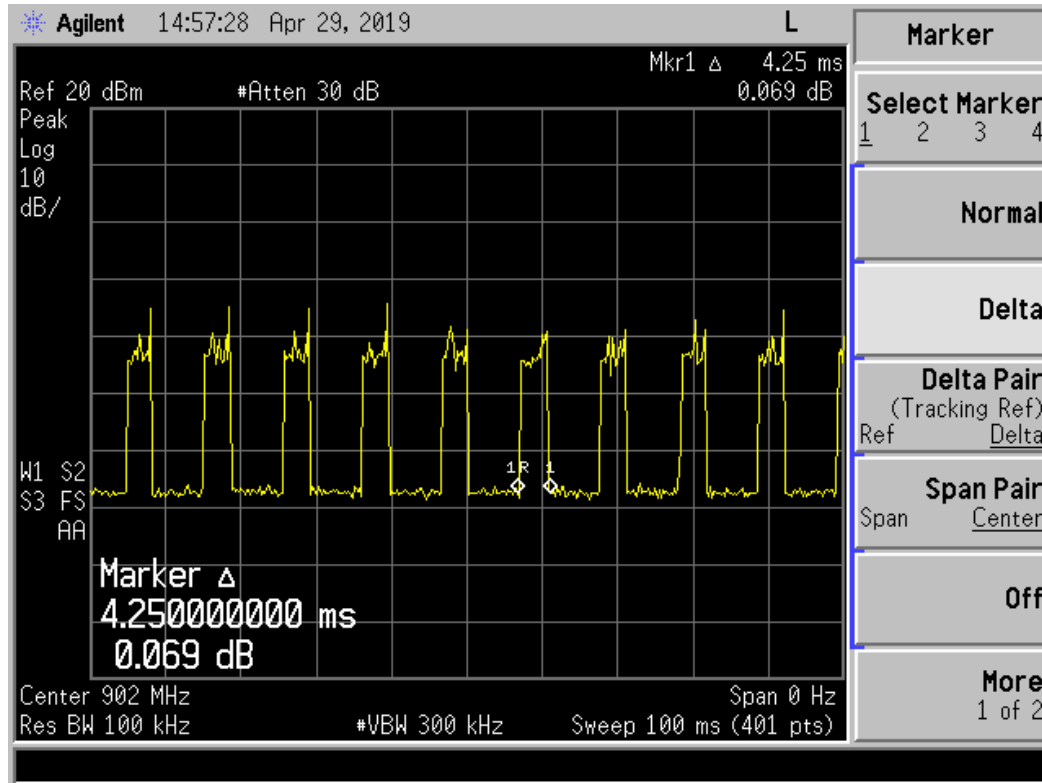 Agilent 14:57:28 Apr 29, 2019 L
Mkr1 Δ 4.25 ms
Ref 20 dBm #Atten 30 dB 0.069 dB
Peak
Log
10
dB/
1R 1
W1 S2
S3 FS
AA
Marker Δ
4.250000000 ms
0.069 dB
Center 902 MHz Span 0 Hz
Res BW 100 kHz #VBW 300 kHz Sweep 100 ms (401 pts)
Marker
Select Marker
1 2 3 4
Normal
Delta
Delta Pair
(Tracking Ref)
Ref Delta
Span Pair
Span Center
Off
More
1 of 2